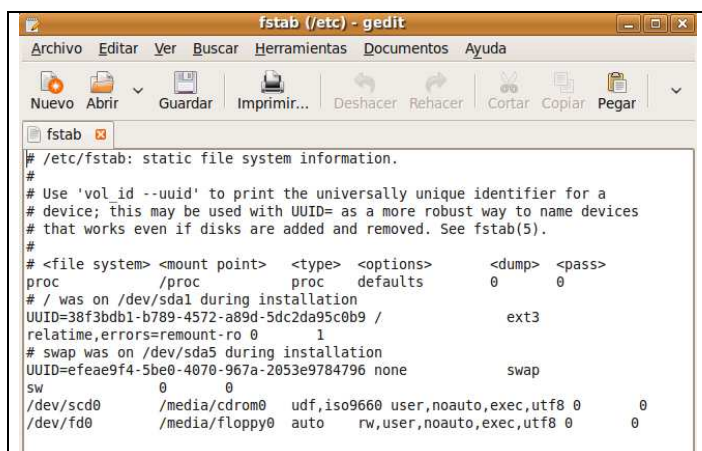 fstab (/etc) - gedit
Archivo Editar Ver Buscar Herramientas Documentos Ayuda
Nuevo Abrir Guardar Imprimir... Deshacer Rehacer Cortar Copiar Pegar
fstab
# /etc/fstab: static file system information.
#
# Use 'vol_id --uuid' to print the universally unique identifier for a
# device; this may be used with UUID= as a more robust way to name devices
# that works even if disks are added and removed. See fstab(5).
#
# <file system> <mount point>   <type>  <options>       <dump>  <pass>
proc            /proc           proc    defaults        0       0
# / was on /dev/sda1 during installation
UUID=38f3bdb1-b789-4572-a89d-5dc2da95c0b9 /               ext3
relatime,errors=remount-ro 0       1
# swap was on /dev/sda5 during installation
UUID=efeae9f4-5be0-4070-967a-2053e9784796 none            swap
sw              0       0
/dev/scd0       /media/cdrom0   udf,iso9660 user,noauto,exec,utf8 0       0
/dev/fd0        /media/floppy0  auto    rw,user,noauto,exec,utf8 0       0